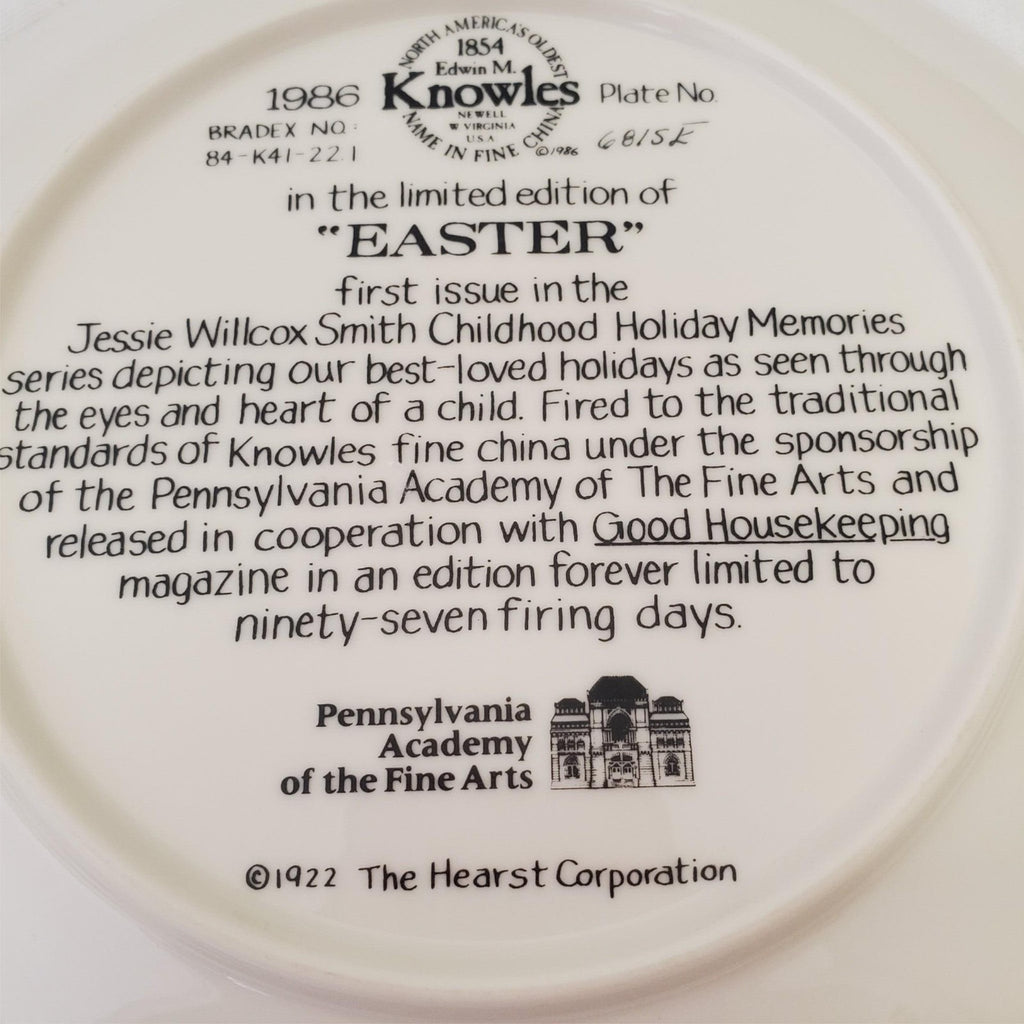 NORTH AMERICA'S OLDEST
1854
Edwin M.
1986 Knowles Plate No.
NEWELL
W VIRGINIA
U.S.A
NAME IN FINE CHINA
©1986
BRADEX NO:
84-K41-22.1
6815E
in the limited edition of
"EASTER"
first issue in the
Jessie Willcox Smith Childhood Holiday Memories
series depicting our best-loved holidays as seen through
the eyes and heart of a child. Fired to the traditional
standards of Knowles fine china under the sponsorship
of the Pennsylvania Academy of The Fine Arts and
released in cooperation with Good Housekeeping
magazine in an edition forever limited to
ninety-seven firing days.
Pennsylvania
Academy
of the Fine Arts
©1922 The Hearst Corporation